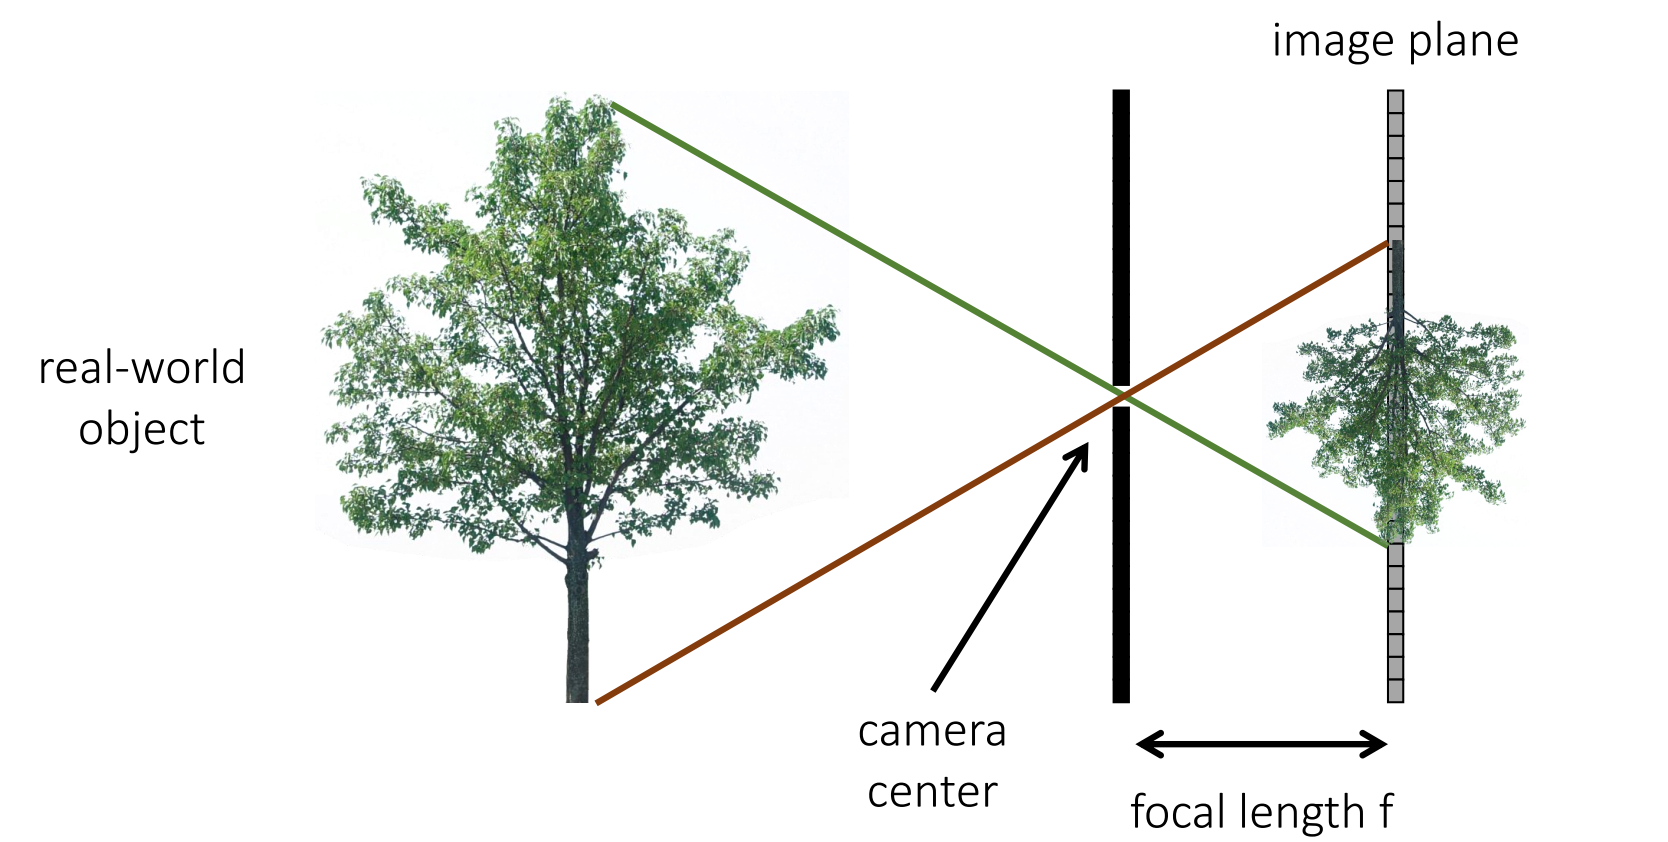 image plane
real-world
object
camera
center
focal length f